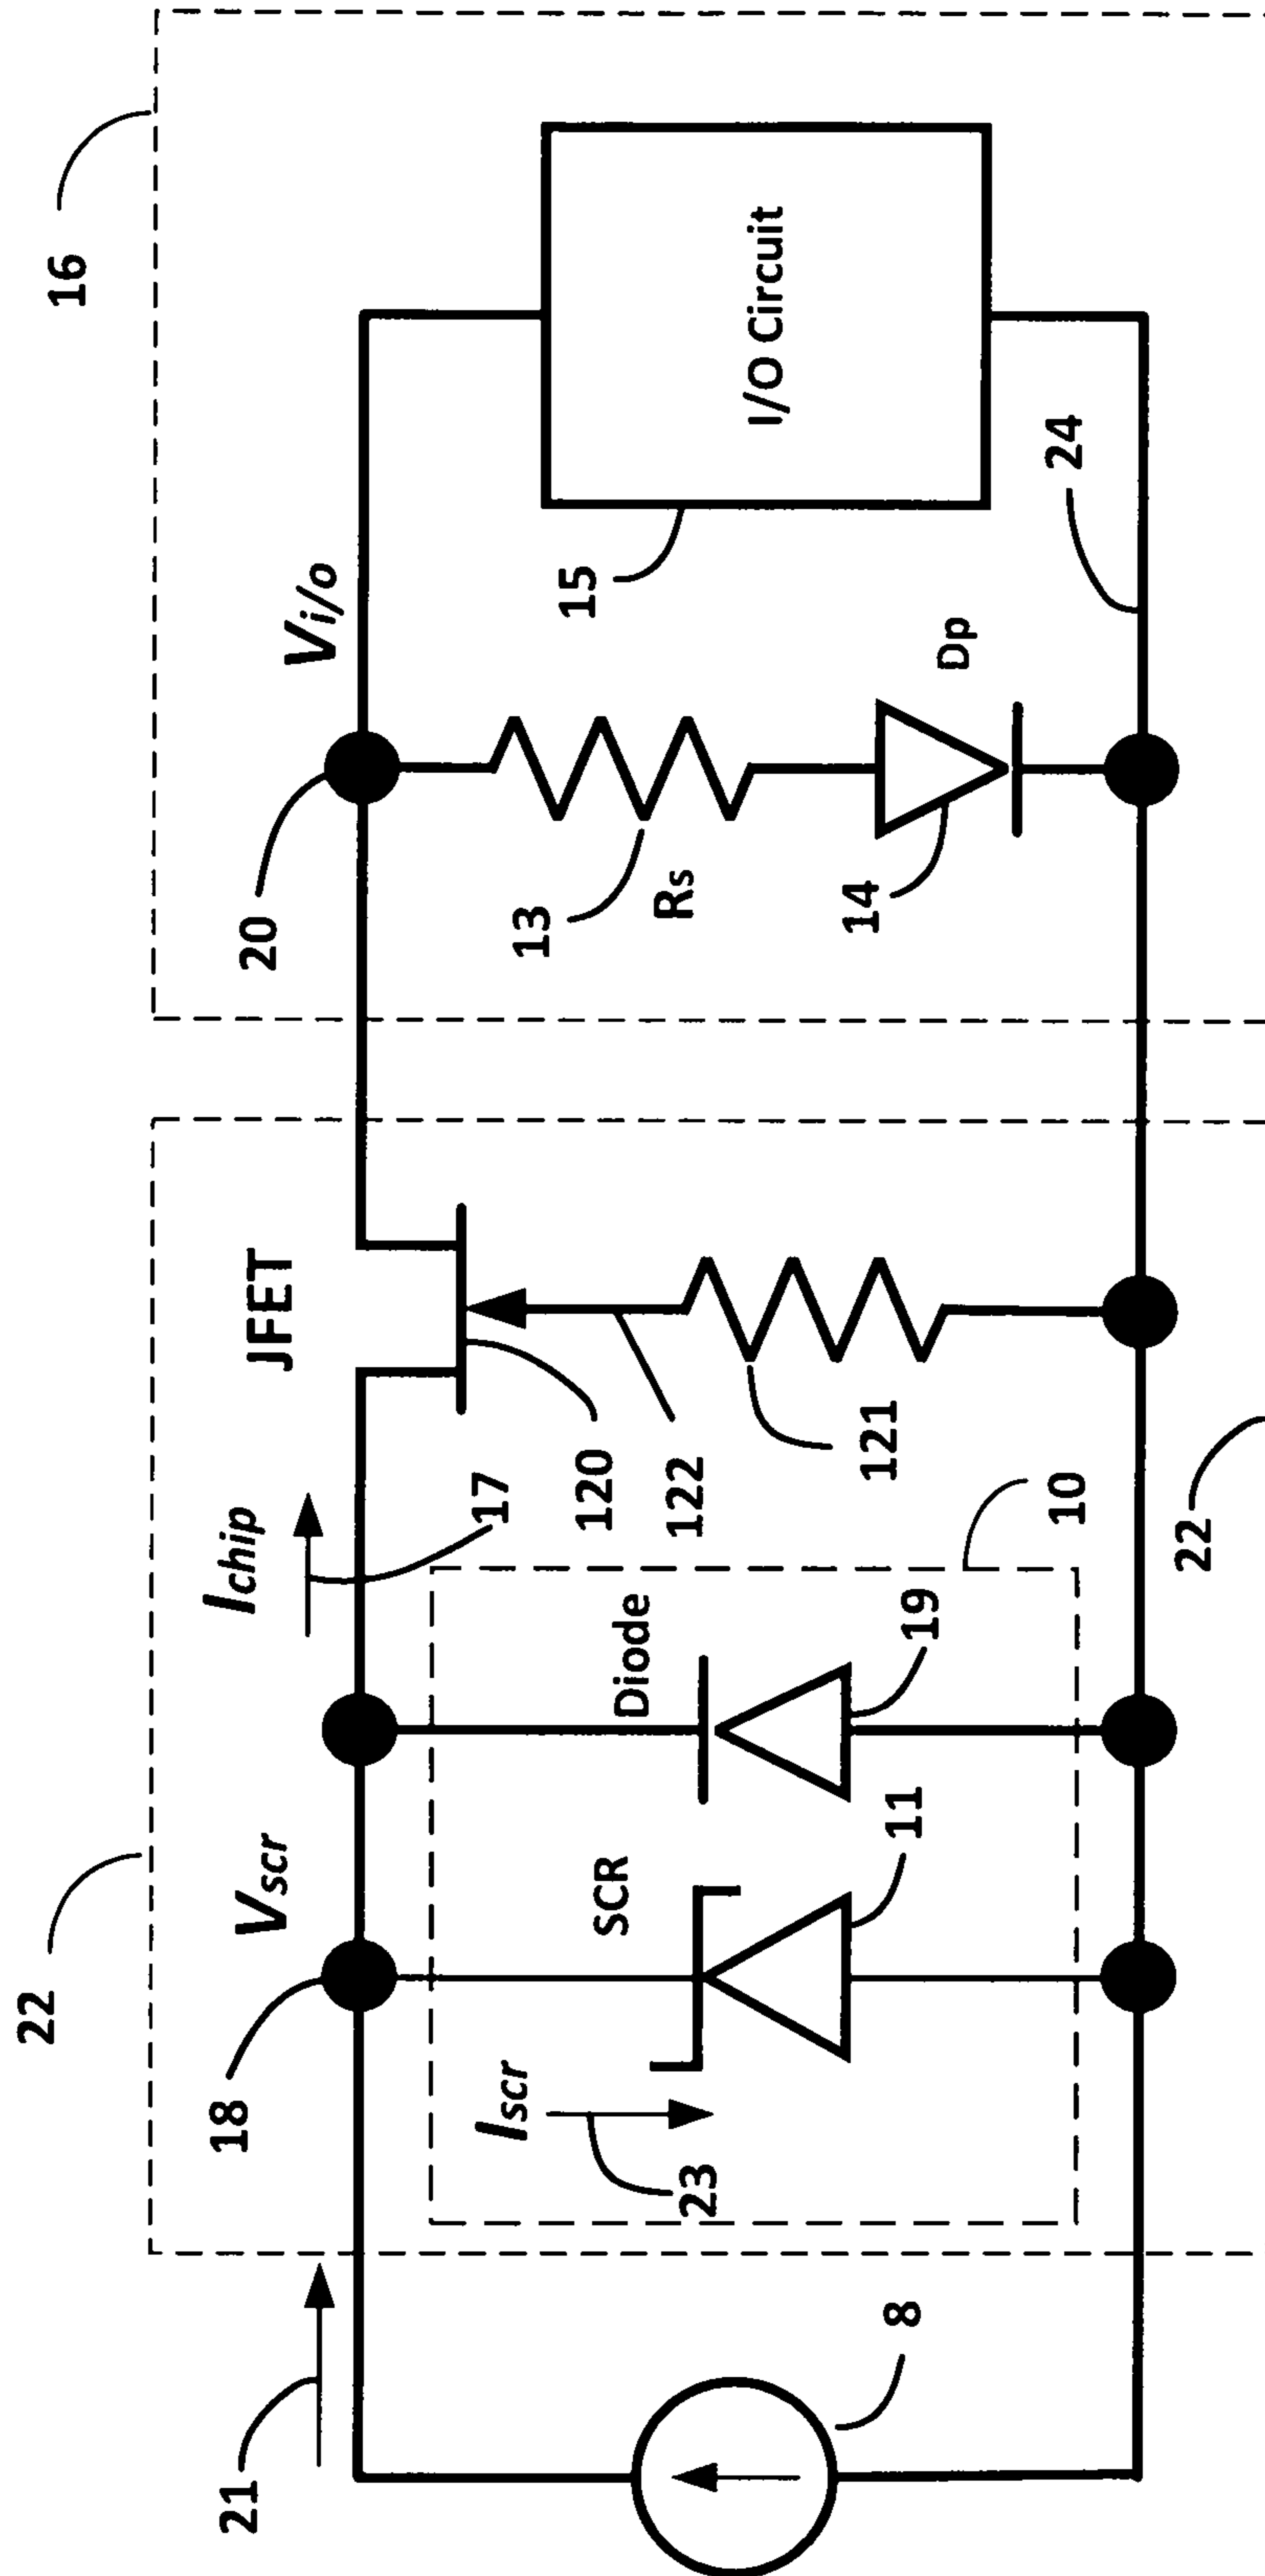 22
16
21
18
Vscr
Ichip
17
JFET
20
Vi/o
Iscr
23
SCR
11
Diode
19
120
122
121
10
13
Rs
14
Dp
15
I/O Circuit
24
8
22